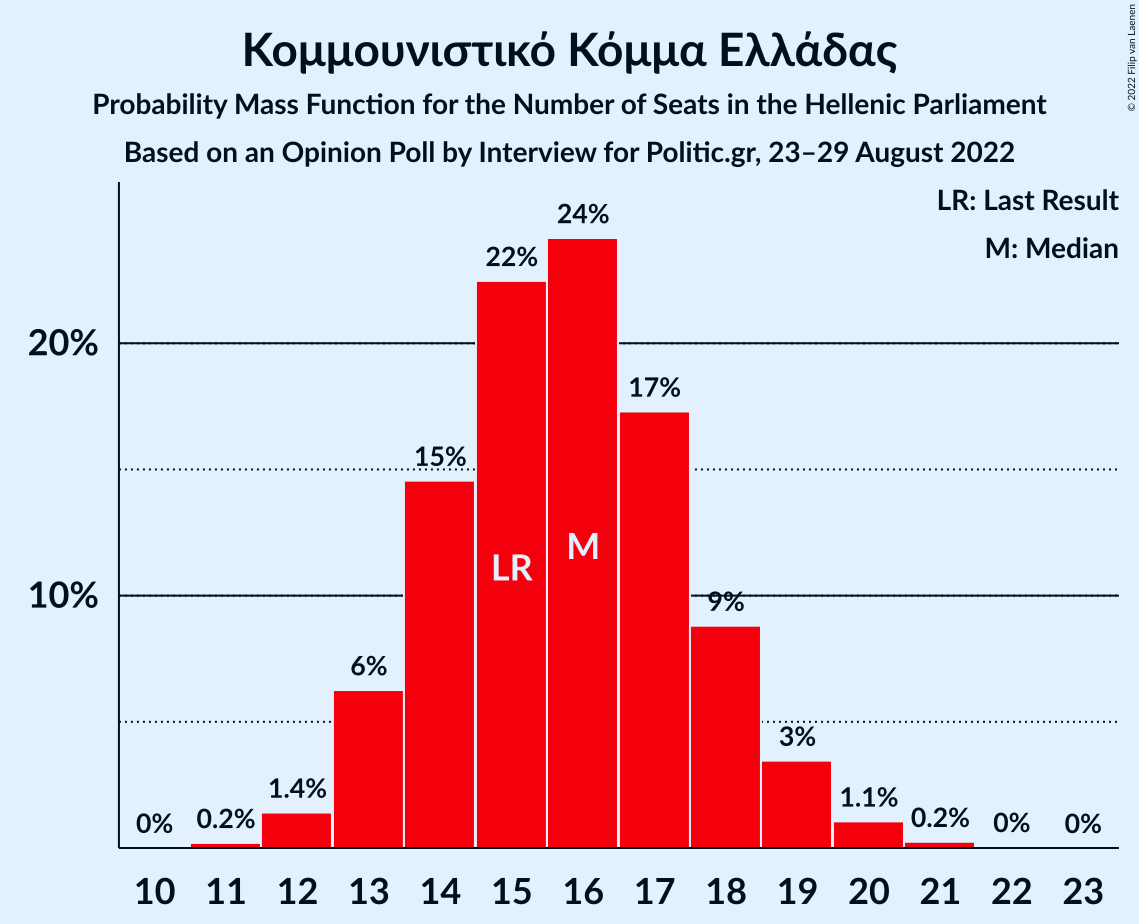 Κομμουνιστικό Κόμμα Ελλάδας
Probability Mass Function for the Number of Seats in the Hellenic Parliament
Based on an Opinion Poll by Interview for Politic.gr, 23–29 August 2022
© 2022 Filip van Laenen
LR: Last Result
M: Median
20%
10%
0%
0.2%
1.4%
6%
15%
22%
24%
17%
9%
3%
1.1%
0.2%
0%
0%
LR
M
10 11 12 13 14 15 16 17 18 19 20 21 22 23